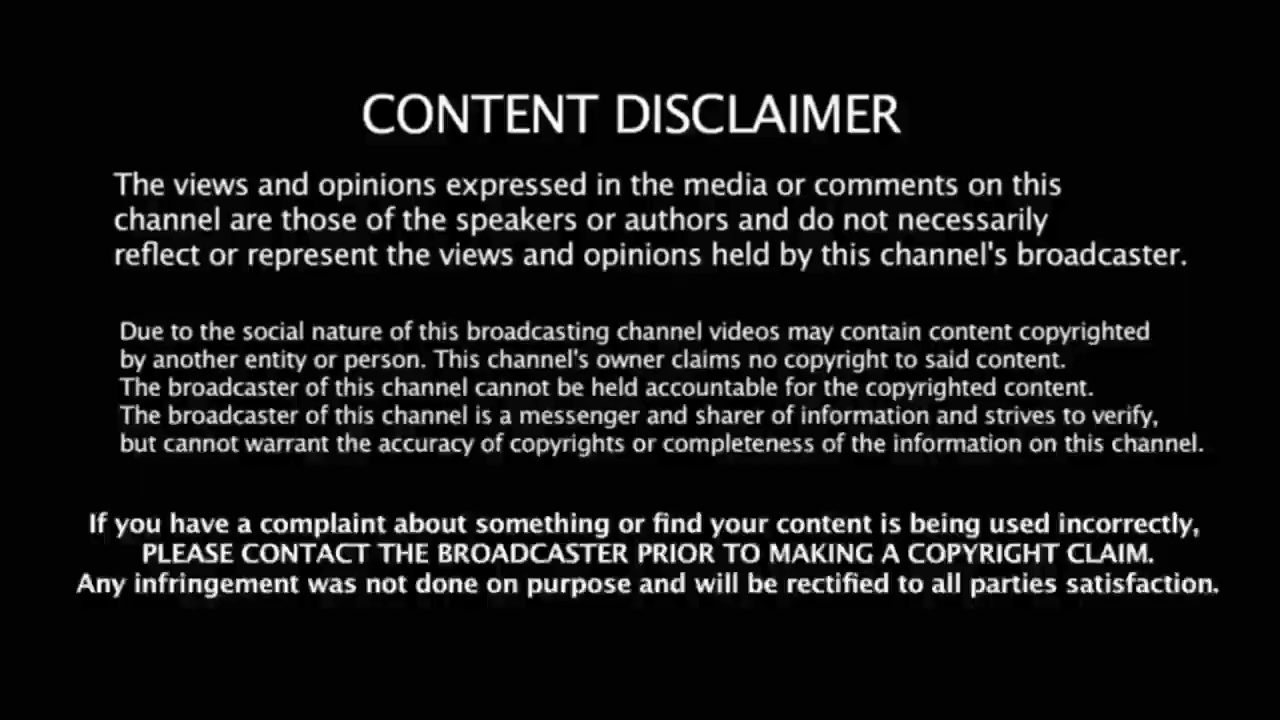 CONTENT DISCLAIMER
The views and opinions expressed in the media or comments on this
channel are those of the speakers or authors and do not necessarily
reflect or represent the views and opinions held by this channel's broadcaster.
Due to the social nature of this broadcasting channel videos may contain content copyrighted
by another entity or person. This channel's owner claims no copyright to said content.
The broadcaster of this channel cannot be held accountable for the copyrighted content.
The broadcaster of this channel is a messenger and sharer of information and strives to verify,
but cannot warrant the accuracy of copyrights or completeness of the information on this channel.
If you have a complaint about something or find your content is being used incorrectly,
PLEASE CONTACT THE BROADCASTER PRIOR TO MAKING A COPYRIGHT CLAIM.
Any infringement was not done on purpose and will be rectified to all parties satisfaction.